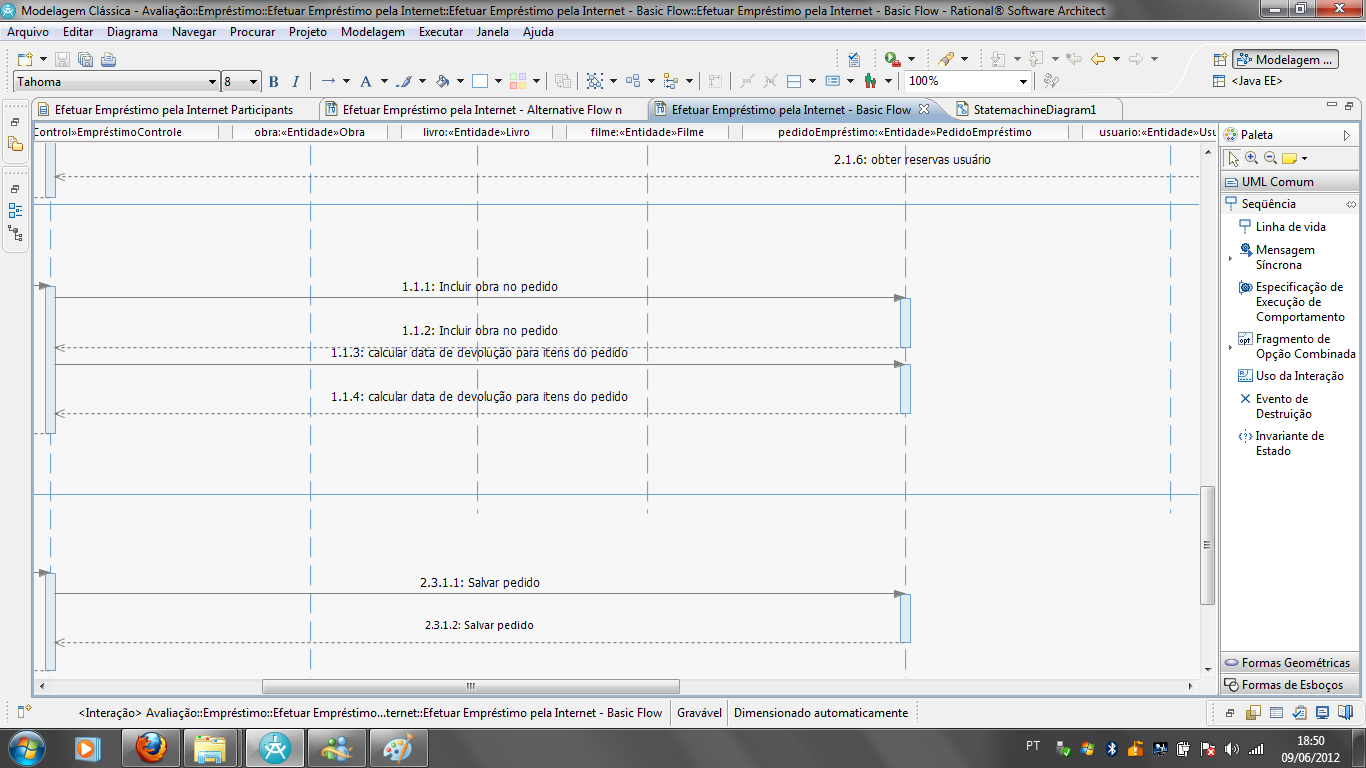 Modelagem Clássica - Avaliação::Empréstimo::Efetuar Empréstimo pela Internet::Efetuar Empréstimo pela Internet - Basic Flow::Efetuar Empréstimo pela Internet - Basic Flow - Rational® Software Architect
Arquivo Editar Diagrama Navegar Procurar Projeto Modelagem Executar Janela Ajuda
Modelagem ...
Tahoma 8 B I A 100% <Java EE>
Efetuar Empréstimo pela Internet Participants Efetuar Empréstimo pela Internet - Alternative Flow n Efetuar Empréstimo pela Internet - Basic Flow StatemachineDiagram1
Control»EmpréstimoControle obra:«Entidade»Obra livro:«Entidade»Livro filme:«Entidade»Filme pedidoEmpréstimo:«Entidade»PedidoEmpréstimo usuario:«Entidade»Usu
2.1.6: obter reservas usuário
1.1.1: Incluir obra no pedido
1.1.2: Incluir obra no pedido
1.1.3: calcular data de devolução para itens do pedido
1.1.4: calcular data de devolução para itens do pedido
2.3.1.1: Salvar pedido
2.3.1.2: Salvar pedido
Paleta
UML Comum
Seqüência
Linha de vida
Mensagem
Síncrona
Especificação de
Execução de
Comportamento
Fragmento de
Opção Combinada
Uso da Interação
Evento de
Destruição
Invariante de
Estado
Formas Geométricas
Formas de Esboços
<Interação> Avaliação::Empréstimo::Efetuar Empréstimo...ternet::Efetuar Empréstimo pela Internet - Basic Flow Gravável Dimensionado automaticamente
PT
18:50
09/06/2012